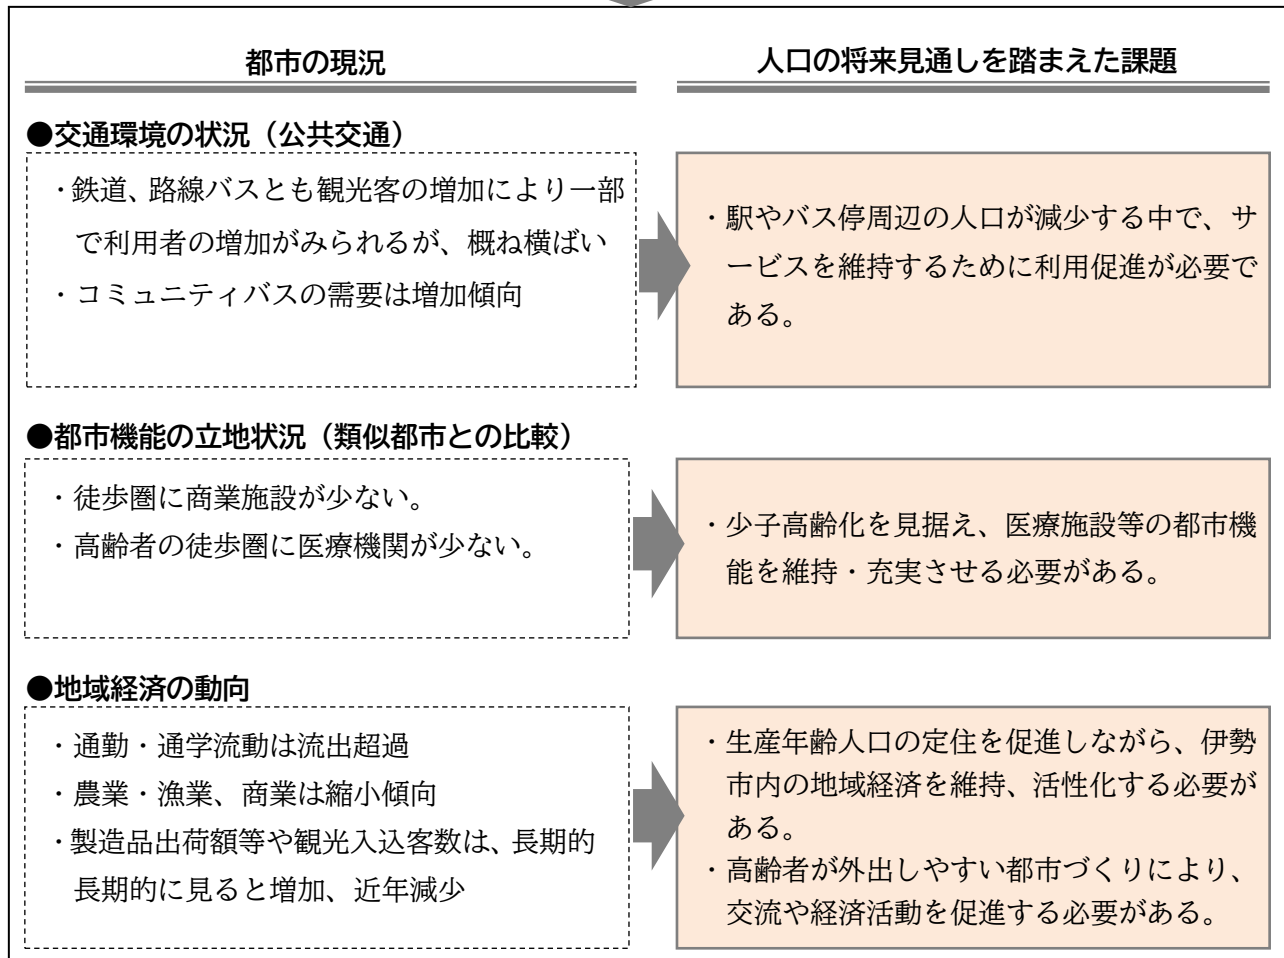 都市の現況
人口の将来見通しを踏まえた課題
●交通環境の状況（公共交通）
・鉄道、路線バスとも観光客の増加により一部
で利用者の増加がみられるが、概ね横ばい
・コミュニティバスの需要は増加傾向
・駅やバス停周辺の人口が減少する中で、サ
ービスを維持するために利用促進が必要で
ある。
●都市機能の立地状況（類似都市との比較）
・徒歩圏に商業施設が少ない。
・高齢者の徒歩圏に医療機関が少ない。
・少子高齢化を見据え、医療施設等の都市機
能を維持・充実させる必要がある。
●地域経済の動向
・通勤・通学流動は流出超過
・農業・漁業、商業は縮小傾向
・製造品出荷額等や観光入込客数は、長期的
長期的に見ると増加、近年減少
・生産年齢人口の定住を促進しながら、伊勢
市内の地域経済を維持、活性化する必要が
ある。
・高齢者が外出しやすい都市づくりにより、
交流や経済活動を促進する必要がある。